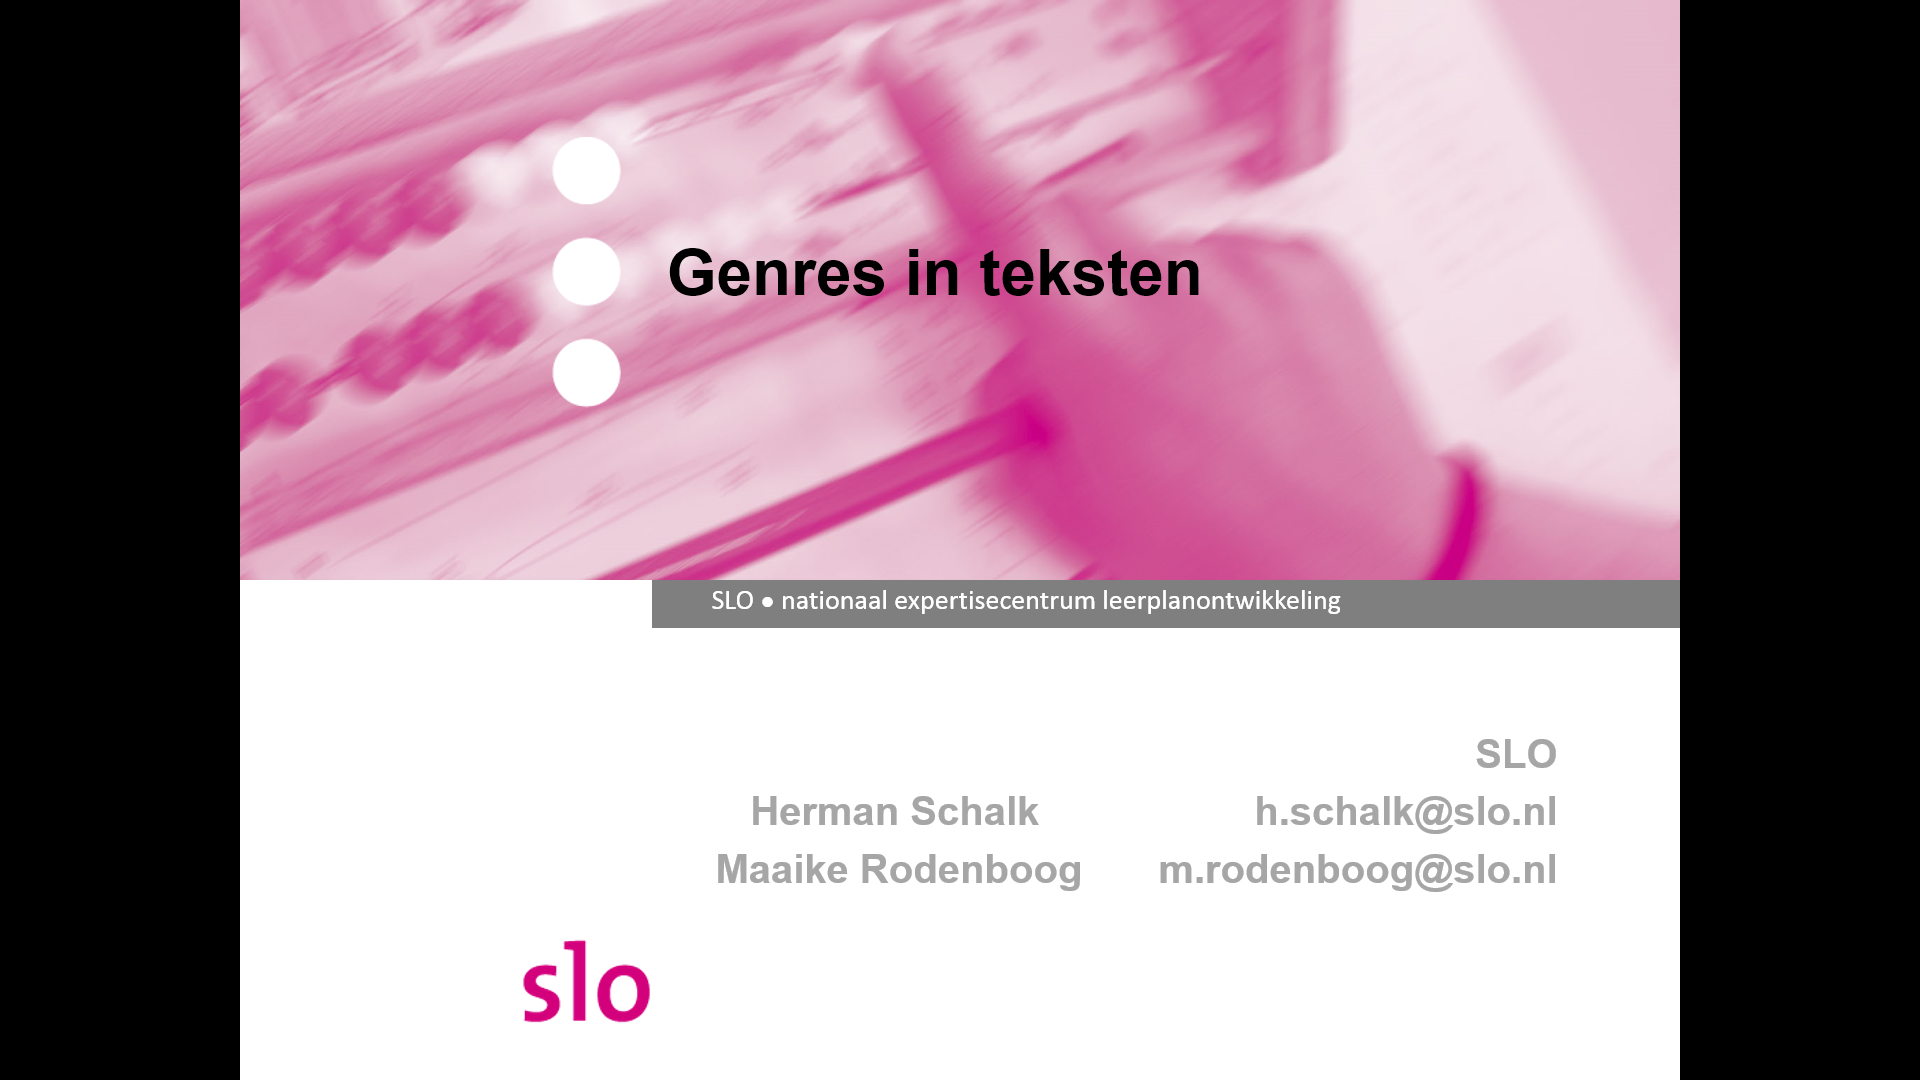 Genres in teksten
SLO ● nationaal expertisecentrum leerplanontwikkeling
SLO
Herman Schalk h.schalk@slo.nl
Maaike Rodenboog m.rodenboog@slo.nl
slo